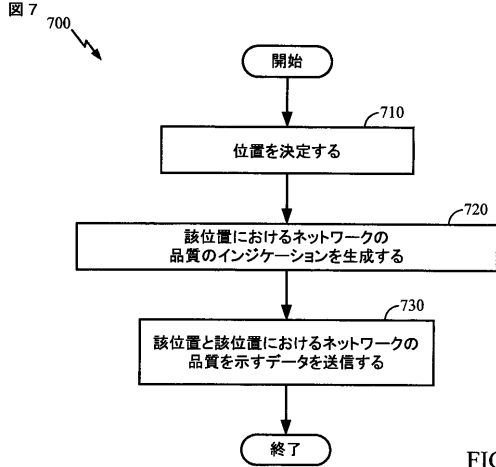 図7
700
開始
710
位置を決定する
720
該位置におけるネットワークの
品質のインジケーションを生成する
730
該位置と該位置におけるネットワークの
品質を示すデータを送信する
終了